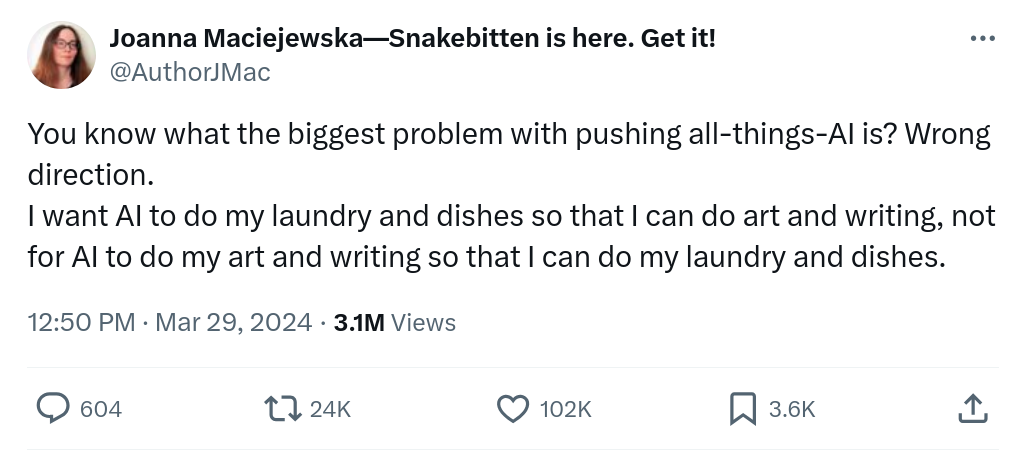 Joanna Maciejewska—Snakebitten is here. Get it!
@AuthorJMac
You know what the biggest problem with pushing all-things-AI is? Wrong
direction.
I want AI to do my laundry and dishes so that I can do art and writing, not
for AI to do my art and writing so that I can do my laundry and dishes.
12:50 PM · Mar 29, 2024 · 3.1M Views
604 24K 102K 3.6K